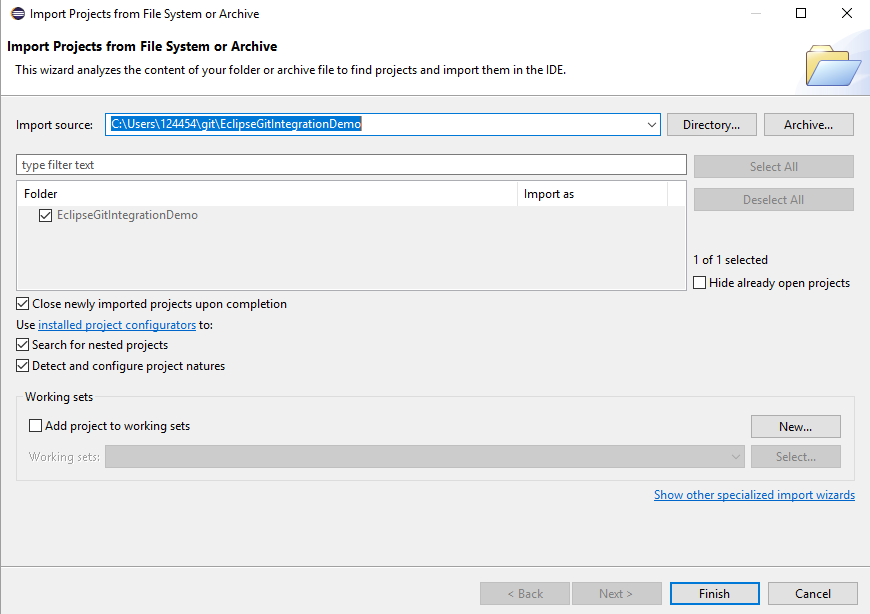 Import Projects from File System or Archive
Import Projects from File System or Archive
This wizard analyzes the content of your folder or archive file to find projects and import them in the IDE.
Import source: C:\Users\124454\git\EclipseGitIntegrationDemo Directory... Archive...
type filter text Select All
Folder Import as Deselect All
EclipseGitIntegrationDemo
1 of 1 selected
Hide already open projects
Close newly imported projects upon completion
Use installed project configurators to:
Search for nested projects
Detect and configure project natures
Working sets
Add project to working sets New...
Working sets: Select...
Show other specialized import wizards
< Back Next > Finish Cancel